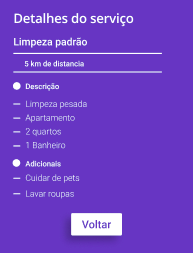 Detalhes do serviço
Limpeza padrão
5 km de distancia
Descrição
Limpeza pesada
Apartamento
2 quartos
1 Banheiro
Adicionais
Cuidar de pets
Lavar roupas
Voltar